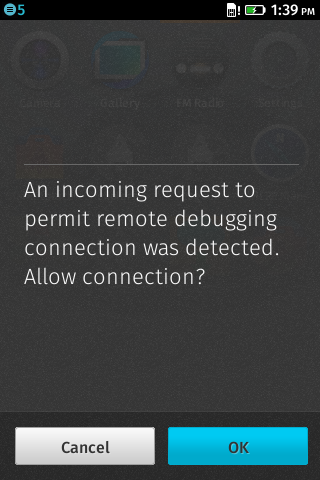 5 1:39 PM
Camera Gallery FM Radio Settings
An incoming request to
permit remote debugging
connection was detected.
Allow connection?
Cancel OK